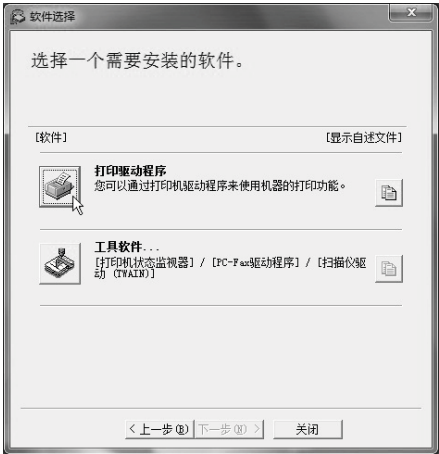 软件选择
选择一个需要安装的软件。
[软件] [显示自述文件]
打印驱动程序
您可以通过打印机驱动程序来使用机器的打印功能。
工具软件...
[打印机状态监视器] / [PC-Fax驱动程序] / [扫描仪驱
动 (TWAIN)]
<上一步(B) 下一步(N)> 关闭